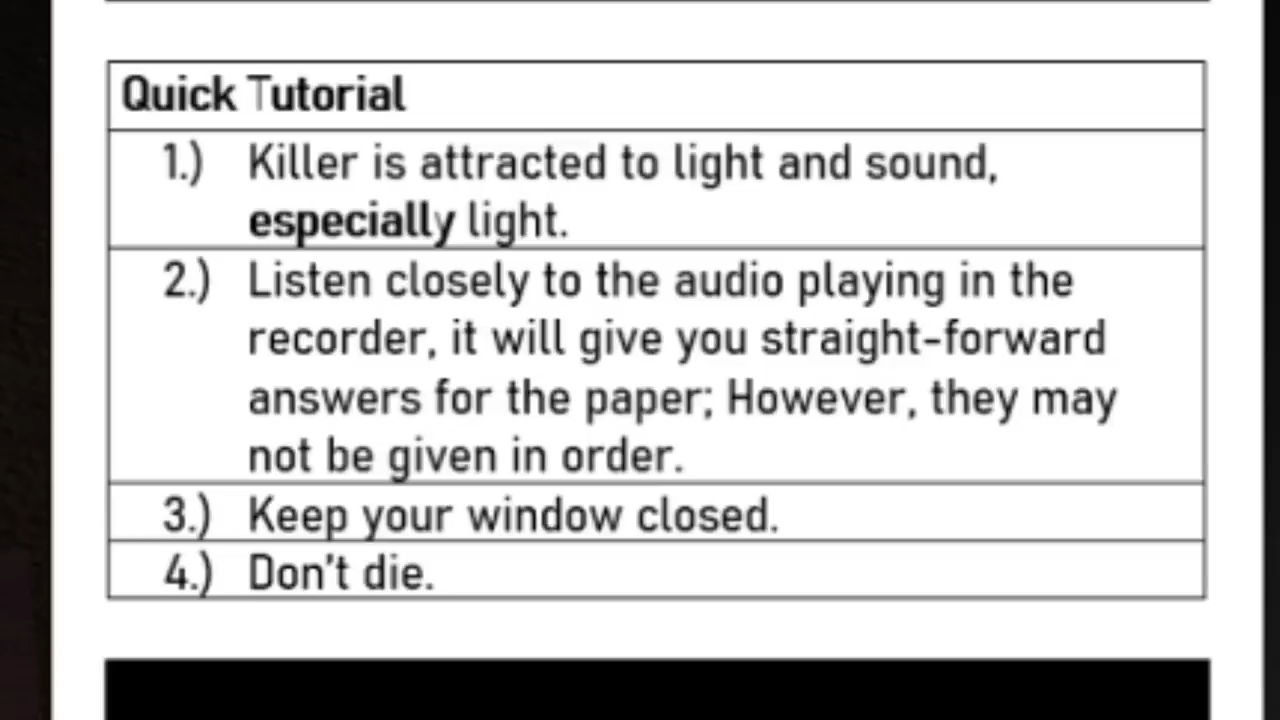 Quick Tutorial
1.) Killer is attracted to light and sound,
especially light.
2.) Listen closely to the audio playing in the
recorder, it will give you straight-forward
answers for the paper; However, they may
not be given in order.
3.) Keep your window closed.
4.) Don't die.